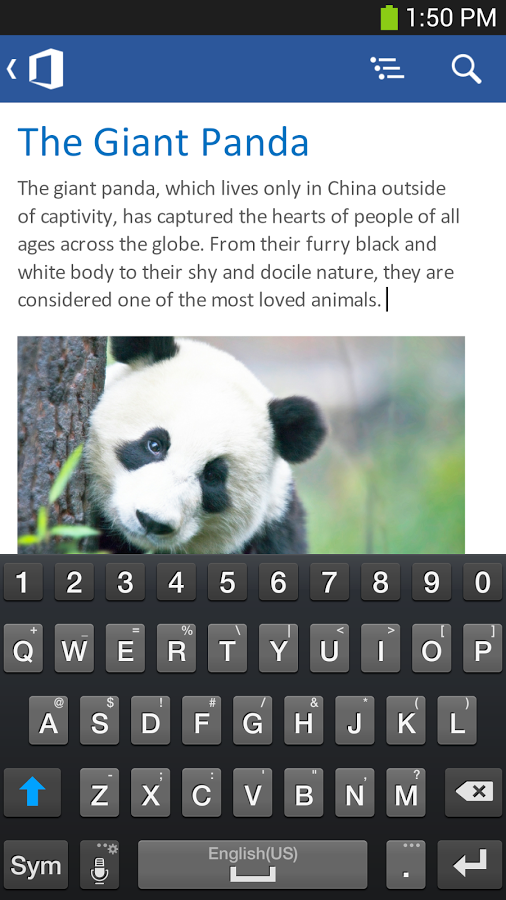 1:50 PM
The Giant Panda
The giant panda, which lives only in China outside
of captivity, has captured the hearts of people of all
ages across the globe. From their furry black and
white body to their shy and docile nature, they are
considered one of the most loved animals.
1 2 3 4 5 6 7 8 9 0
+ _ = % \ | < > [ ]
Q W E R T Y U I O P
@ $ ! # / & * ( )
A S D F G H J K L
- ; : ' " , ?
Z X C V B N M
Sym English(US) .